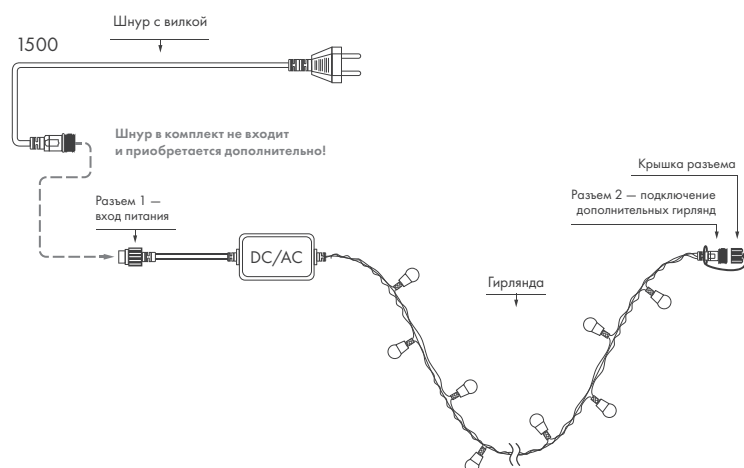 Шнур с вилкой
1500
Шнур в комплект не входит
и приобретается дополнительно!
Крышка разъема
Разъем 1 —
вход питания
Разъем 2 — подключение
дополнительных гирлянд
DC/AC
Гирлянда